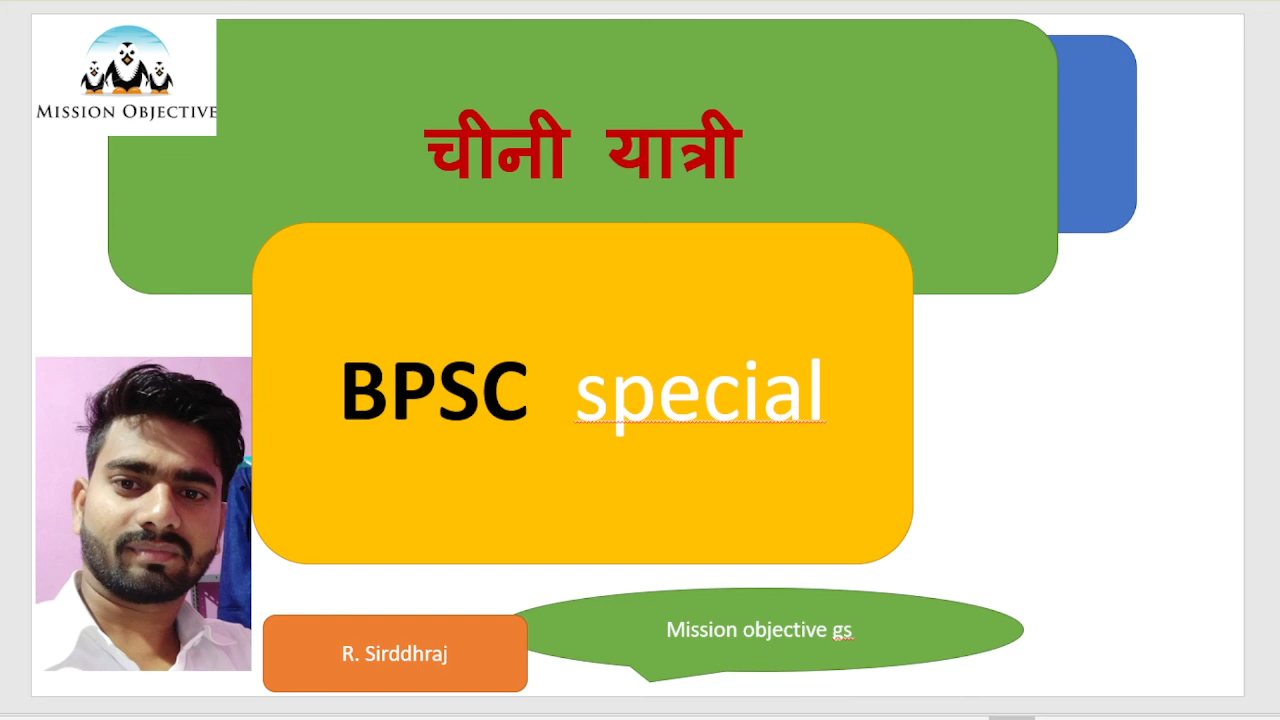 MISSION OBJECTIVE
चीनी यात्री
BPSC special
R. Sirddhraj
Mission objective gs